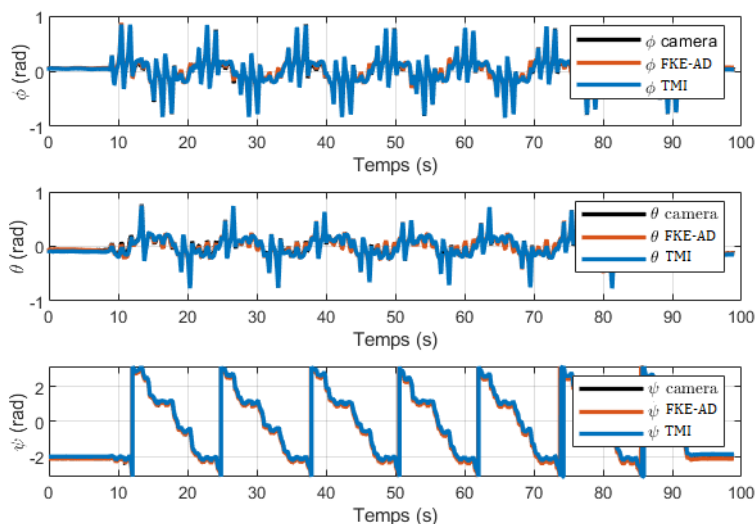 1
0
-1
φ (rad)
0 10 20 30 40 50 60 70 80 90 100
Temps (s)
ϕ camera
ϕ FKE-AD
ϕ TMI
1
0
-1
θ (rad)
0 10 20 30 40 50 60 70 80 90 100
Temps (s)
θ camera
θ FKE-AD
θ TMI
2
0
-2
ψ (rad)
0 10 20 30 40 50 60 70 80 90 100
Temps (s)
ψ camera
ψ FKE-AD
ψ TMI